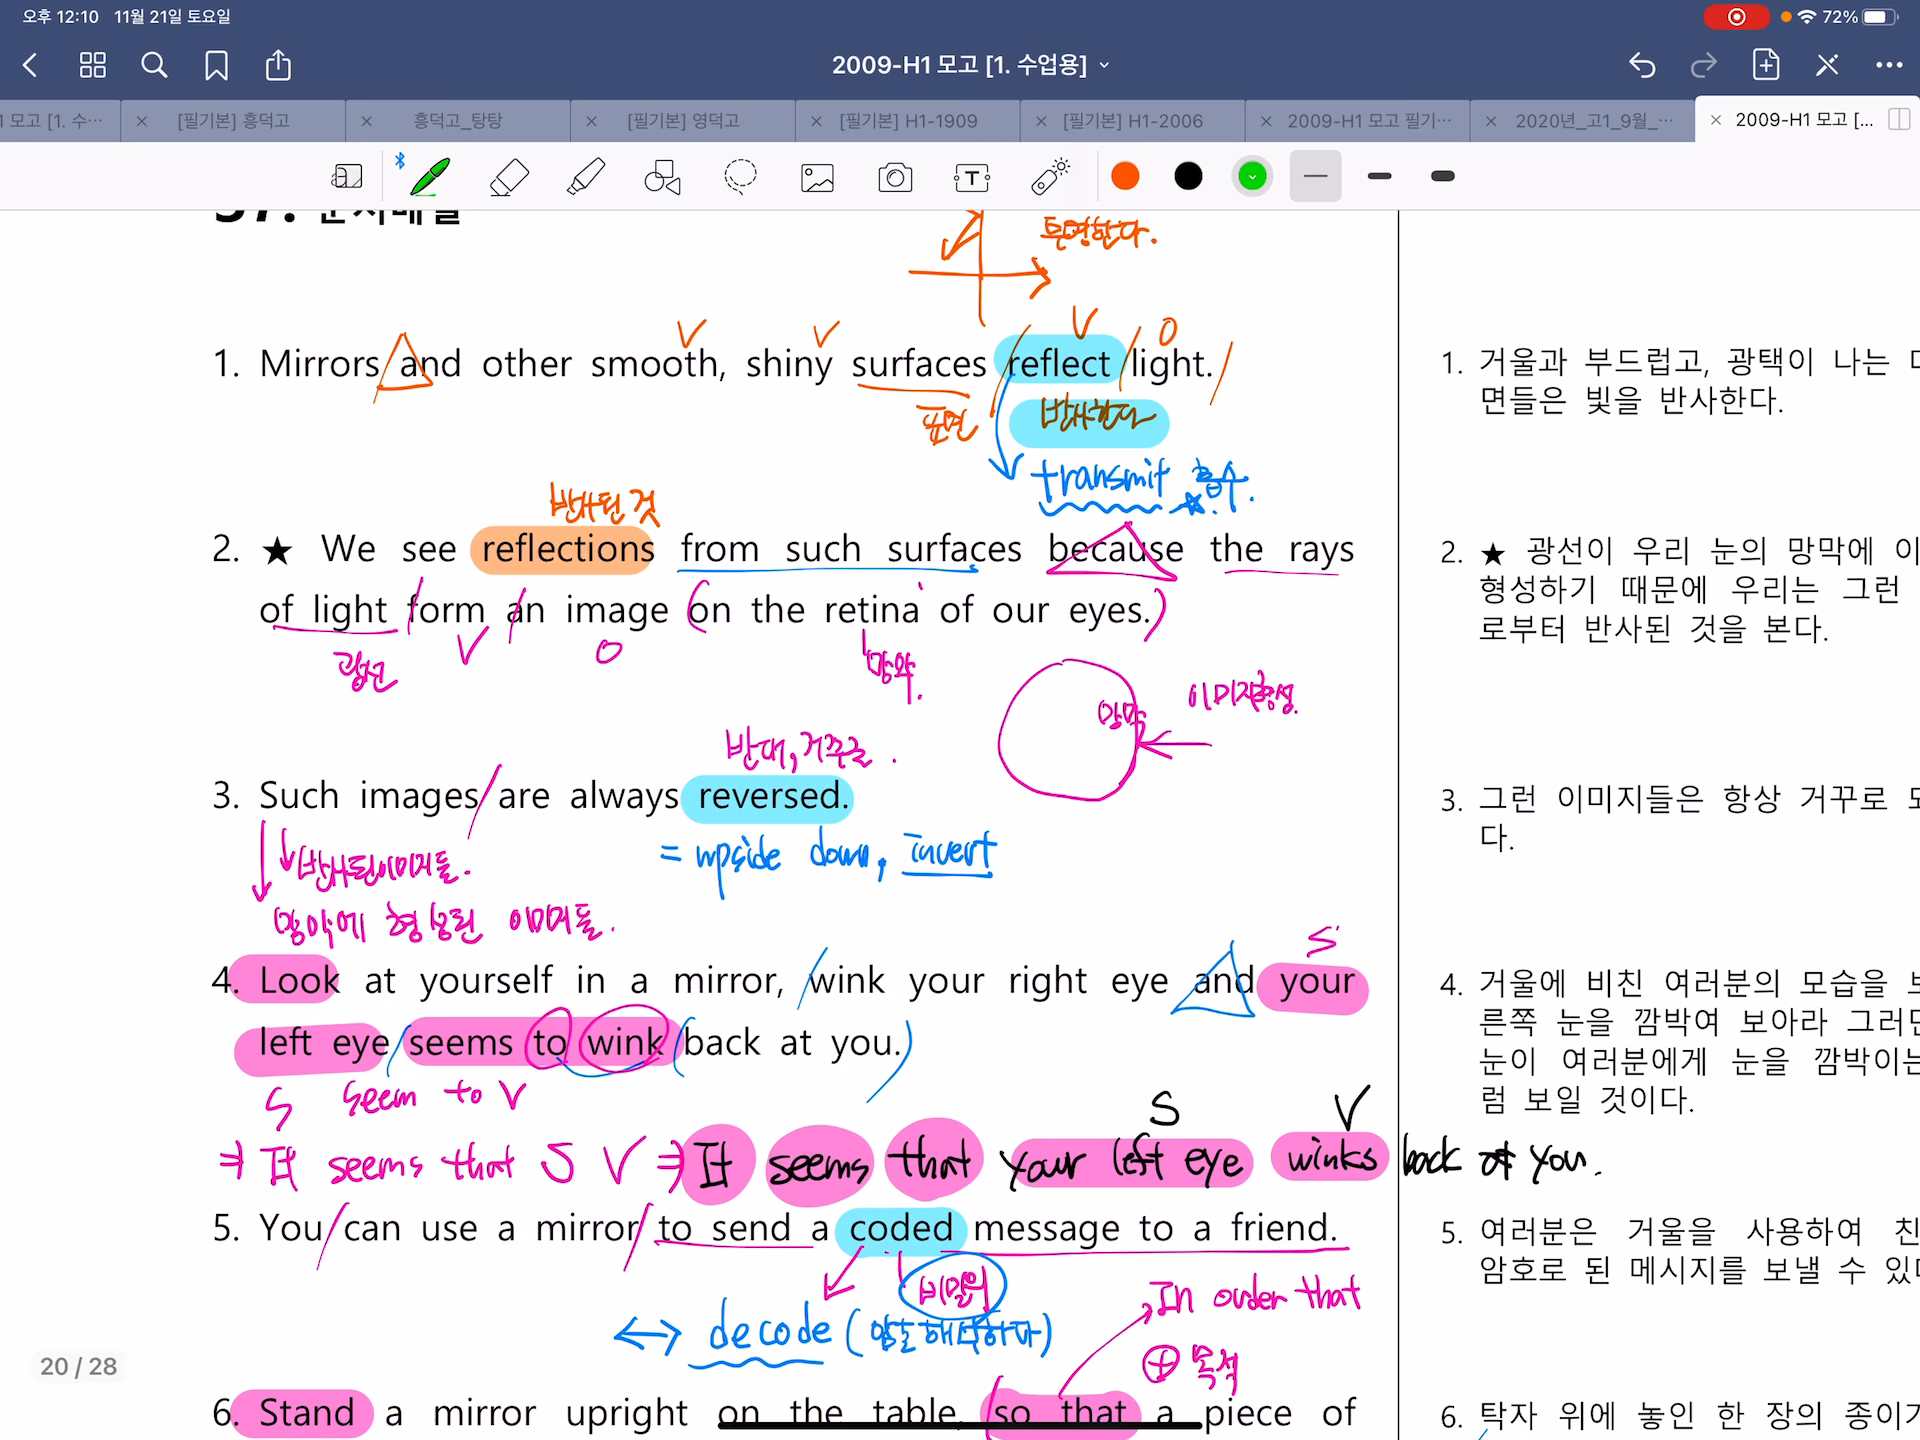 오후 12:10 11월 21일 토요일
72%
2009-H1 모고 [1. 수업용]
모고 [1. 수…
[필기본] 흥덕고
흥덕고_탕탕
[필기본] 영덕고
[필기본] H1-1909
[필기본] H1-2006
2009-H1 모고 필기…
2020년_고1_9월_…
2009-H1 모고 […
투영한다.
V V V O
1. Mirrors and other smooth, shiny surfaces reflect light.
표면 반사한다
transmit 흡수.
반사된 것
2. ★ We see reflections from such surfaces because the rays
of light form an image (on the retina of our eyes.)
광선 V O 망막.
망막 이미지형성.
반대, 거꾸로.
3. Such images are always reversed.
= upside down, invert
반사된이미지들.
망막에 형성된 이미지들.
S
4. Look at yourself in a mirror, wink your right eye and your
left eye seems to wink (back at you.)
S seem to V
S V
⇒ It seems that S V ⇒ It seems that your left eye winks back at you.
5. You can use a mirror to send a coded message to a friend.
비밀의
In order that
↔ decode (암호해석하다)
⊕ 목적
6. Stand a mirror upright on the table, so that a piece of
20 / 28
1. 거울과 부드럽고, 광택이 나는
면들은 빛을 반사한다.
2. ★ 광선이 우리 눈의 망막에 이
형성하기 때문에 우리는 그런
로부터 반사된 것을 본다.
3. 그런 이미지들은 항상 거꾸로
다.
4. 거울에 비친 여러분의 모습을 보
른쪽 눈을 깜박여 보아라 그러면
눈이 여러분에게 눈을 깜박이는
럼 보일 것이다.
5. 여러분은 거울을 사용하여 친
암호로 된 메시지를 보낼 수 있다
6. 탁자 위에 놓인 한 장의 종이가